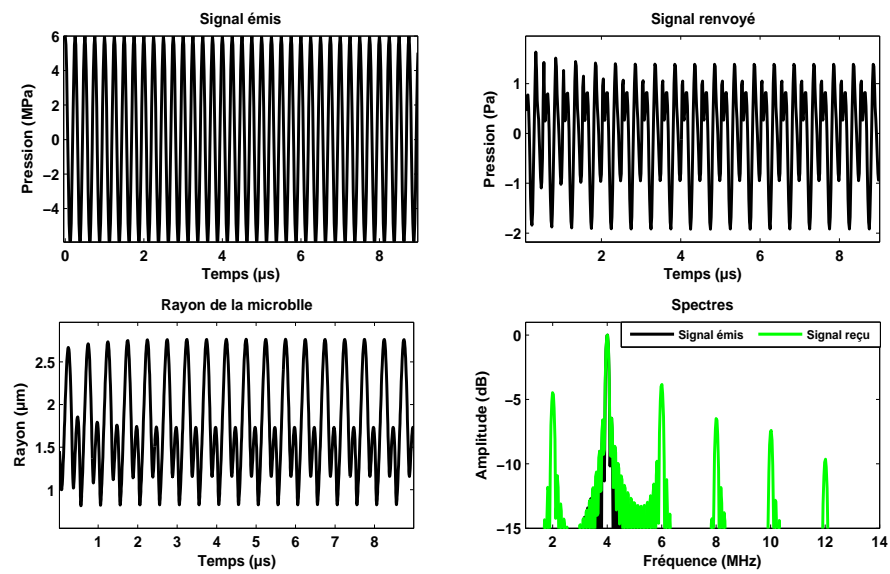 Signal émis
Pression (MPa)
6
4
2
0
−2
−4
0 2 4 6 8
Temps (µs)
Signal renvoyé
Pression (Pa)
1
0
−1
−2
2 4 6 8
Temps (µs)
Rayon de la microblle
Rayon (µm)
2.5
2
1.5
1
1 2 3 4 5 6 7 8
Temps (µs)
Spectres
Signal émis Signal reçu
Amplitude (dB)
0
−5
−10
−15
2 4 6 8 10 12 14
Fréquence (MHz)